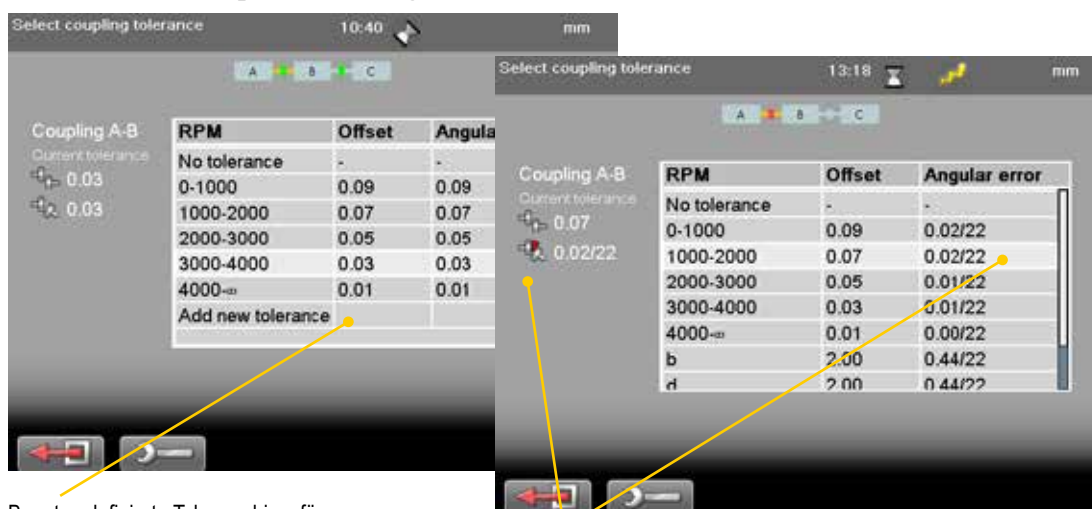 Select coupling tolerance 10:40 mm
A B C
Coupling A-B
Current tolerance
0.03
0.03
RPM Offset Angula
No tolerance - -
0-1000 0.09 0.09
1000-2000 0.07 0.07
2000-3000 0.05 0.05
3000-4000 0.03 0.03
4000-∞ 0.01 0.01
Add new tolerance
Select coupling tolerance 13:18 mm
A B C
Coupling A-B
Current tolerance
0.07
0.02/22
RPM Offset Angular error
No tolerance - -
0-1000 0.09 0.02/22
1000-2000 0.07 0.02/22
2000-3000 0.05 0.01/22
3000-4000 0.03 0.01/22
4000-∞ 0.01 0.00/22
b 2.00 0.44/22
d 2.00 0.44/22